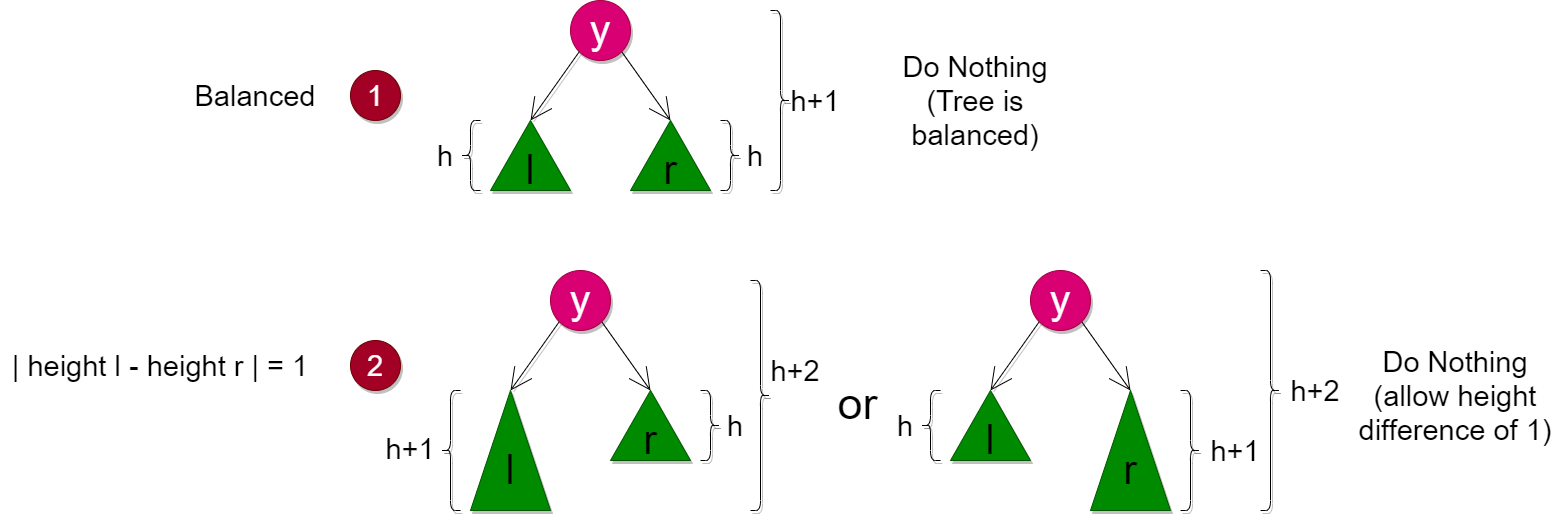 y
Balanced
1
l
r
h
h
h+1
Do Nothing
(Tree is
balanced)
| height l - height r | = 1
2
y
l
r
h+1
h
h+2
or
y
l
r
h
h+1
h+2
Do Nothing
(allow height
difference of 1)